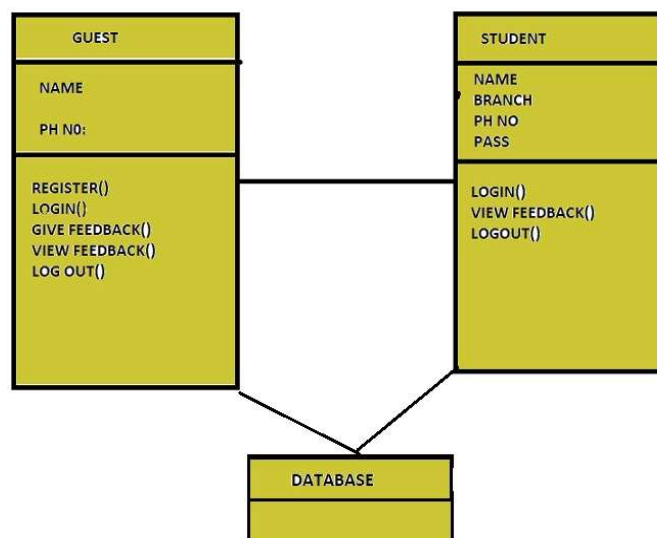 GUEST
NAME
PH N0:
REGISTER()
LOGIN()
GIVE FEEDBACK()
VIEW FEEDBACK()
LOG OUT()
STUDENT
NAME
BRANCH
PH NO
PASS
LOGIN()
VIEW FEEDBACK()
LOGOUT()
DATABASE